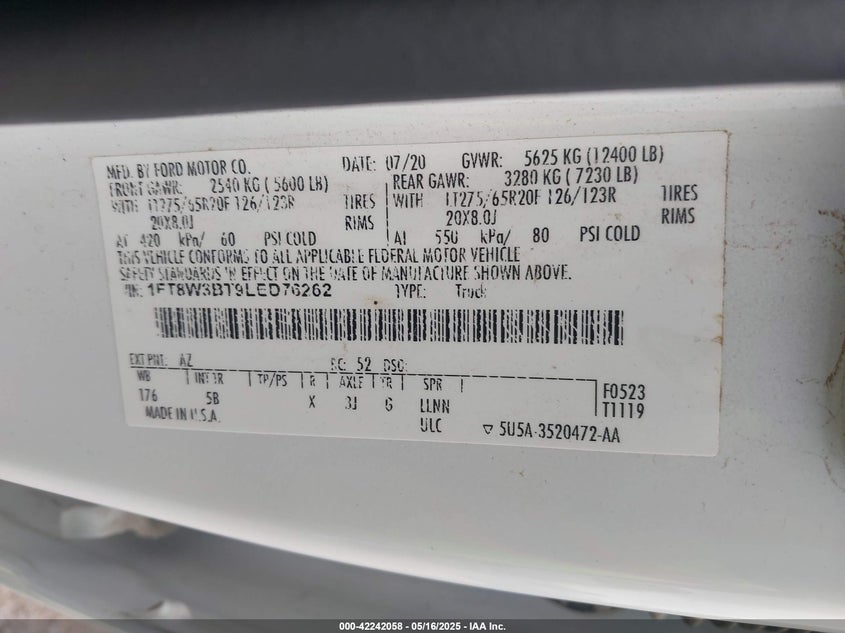 MFD. BY FORD MOTOR CO. DATE: 07/20 GVWR: 5625 KG (12400 LB)
FRONT GAWR: 2540 KG (5600 LB) REAR GAWR: 3280 KG (7230 LB)
WITH LT275/65R20E 126/123R TIRES WITH LT275/65R20E 126/123R TIRES
20X8.0J RIMS 20X8.0J RIMS
AT 420 kPa/ 60 PSI COLD AT 550 kPa/ 80 PSI COLD
THIS VEHICLE CONFORMS TO ALL APPLICABLE FEDERAL MOTOR VEHICLE
SAFETY STANDARDS IN EFFECT ON THE DATE OF MANUFACTURE SHOWN ABOVE.
VIN: 1FT8W3BT9LED76262 TYPE: Truck
EXT PNT: AZ RC: 52 DSO:
WB INT TR TP/PS R AXLE TR SPR F0523
176 5B X 3J 6 LLNN T1119
MADE IN U.S.A. ULC ▽ 5U5A-3520472-AA
000-42242058 - 05/16/2025 - IAA Inc.